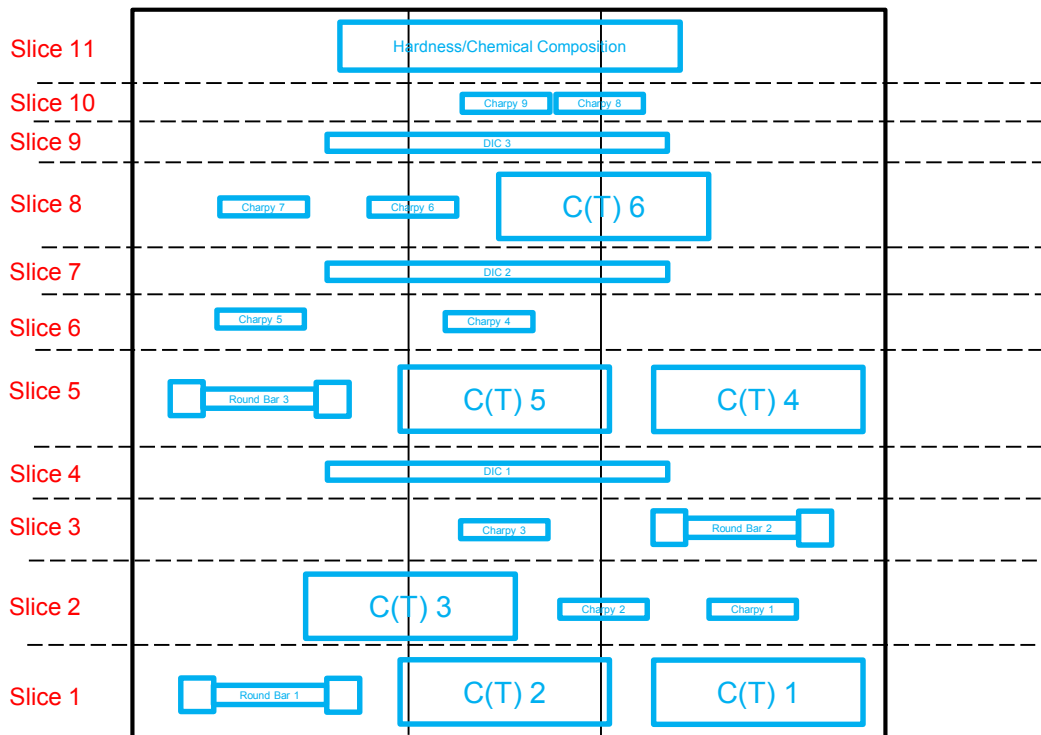 Slice 11
Hardness/Chemical Composition
Slice 10
Charpy 9
Charpy 8
Slice 9
DIC 3
Slice 8
Charpy 7
Charpy 6
C(T) 6
Slice 7
DIC 2
Slice 6
Charpy 5
Charpy 4
Slice 5
Round Bar 3
C(T) 5
C(T) 4
Slice 4
DIC 1
Slice 3
Charpy 3
Round Bar 2
Slice 2
C(T) 3
Charpy 2
Charpy 1
Slice 1
Round Bar 1
C(T) 2
C(T) 1